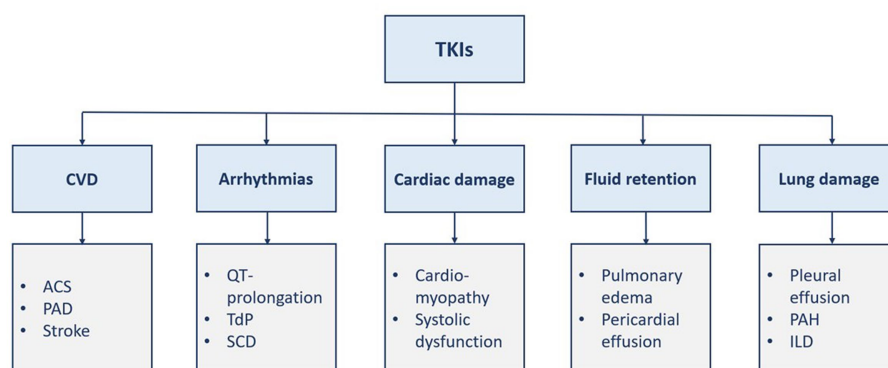 TKIs
CVD
Arrhythmias
Cardiac damage
Fluid retention
Lung damage
• ACS
• PAD
• Stroke
• QT-
prolongation
• TdP
• SCD
• Cardio-
myopathy
• Systolic
dysfunction
• Pulmonary
edema
• Pericardial
effusion
• Pleural
effusion
• PAH
• ILD